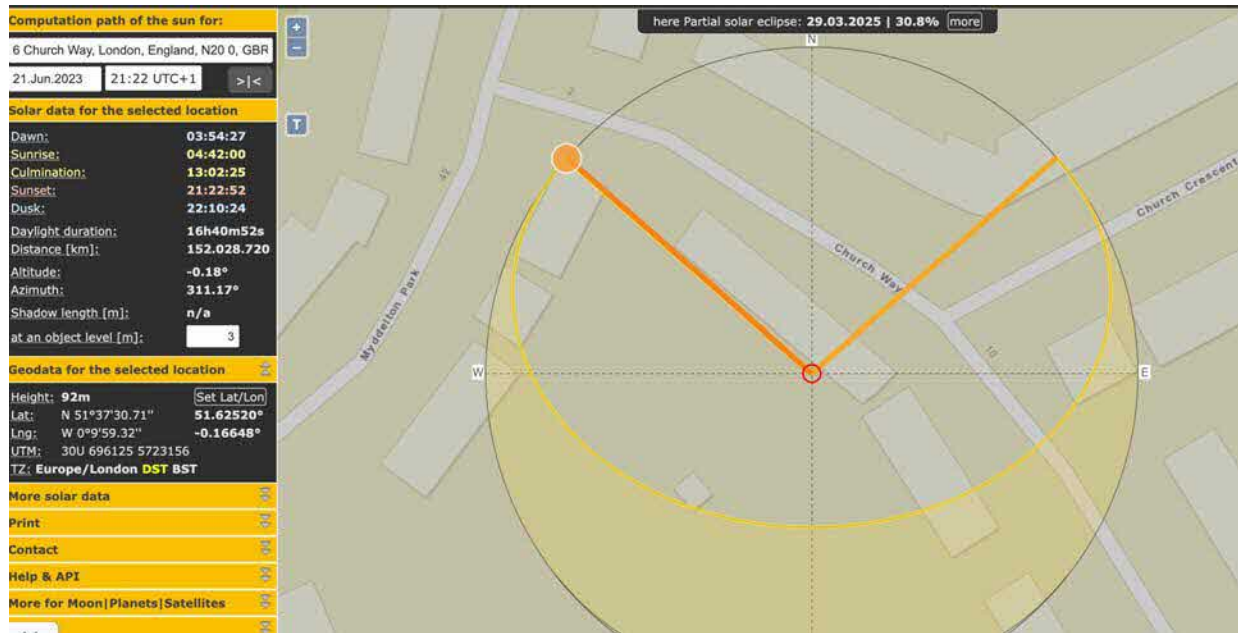 Computation path of the sun for:
6 Church Way, London, England, N20 0, GBR
21.Jun.2023 21:22 UTC+1 >|<
Solar data for the selected location
Dawn: 03:54:27
Sunrise: 04:42:00
Culmination: 13:02:25
Sunset: 21:22:52
Dusk: 22:10:24
Daylight duration: 16h40m52s
Distance [km]: 152.028.720
Altitude: -0.18°
Azimuth: 311.17°
Shadow length [m]: n/a
at an object level [m]: 3
Geodata for the selected location
Height: 92m Set Lat/Lon
Lat: N 51°37'30.71'' 51.62520°
Lng: W 0°9'59.32'' -0.16648°
UTM: 30U 696125 5723156
TZ: Europe/London DST BST
More solar data
Print
Contact
Help & API
More for Moon|Planets|Satellites
+
−
T
here Partial solar eclipse: 29.03.2025 | 30.8% more
N
W
E
2
42
Myddelton Park
Church Way
Church Crescent
10